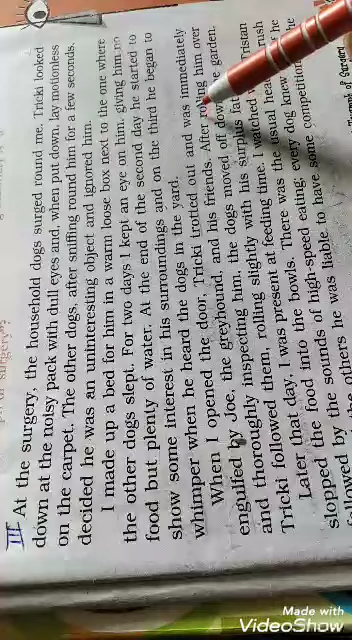 III At the surgery, the household dogs surged round me. Tricki looked
down at the noisy pack with dull eyes and, when put down, lay motionless
on the carpet. The other dogs, after sniffing round him for a few seconds,
decided he was an uninteresting object and ignored him.
I made up a bed for him in a warm loose box next to the one where
the other dogs slept. For two days I kept an eye on him, giving him no
food but plenty of water. At the end of the second day he started to
show some interest in his surroundings and on the third he began to
whimper when he heard the dogs in the yard.
When I opened the door, Tricki trotted out and was immediately
engulfed by Joe, the greyhound, and his friends. After rolling him over
and thoroughly inspecting him, the dogs moved off down the garden.
Tricki followed them, rolling slightly with his surplus fat
Later that day, I was present at feeding time. I watched Tristan
slopped the food into the bowls. There was the usual head rush
followed by the sounds of high-speed eating; every dog knew if he
the others he was liable to have some competition the
Triumph of Surgery
of surgery"?
Made with
VideoShow